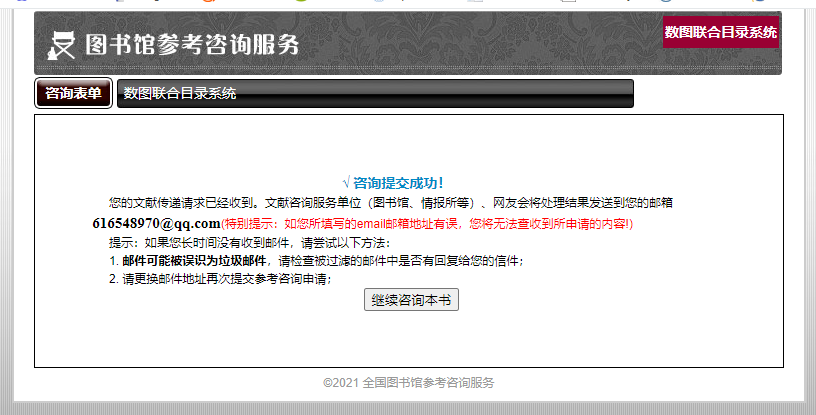 图书馆参考咨询服务
数图联合目录系统
咨询表单 数图联合目录系统
√ 咨询提交成功！
您的文献传递请求已经收到。文献咨询服务单位（图书馆、情报所等）、网友会将处理结果发送到您的邮箱
616548970@qq.com(特别提示：如您所填写的email邮箱地址有误，您将无法查收到所申请的内容!)
提示：如果您长时间没有收到邮件，请尝试以下方法：
1. 邮件可能被误识为垃圾邮件，请检查被过滤的邮件中是否有回复给您的信件；
2. 请更换邮件地址再次提交参考咨询申请；
继续咨询本书
©2021 全国图书馆参考咨询服务